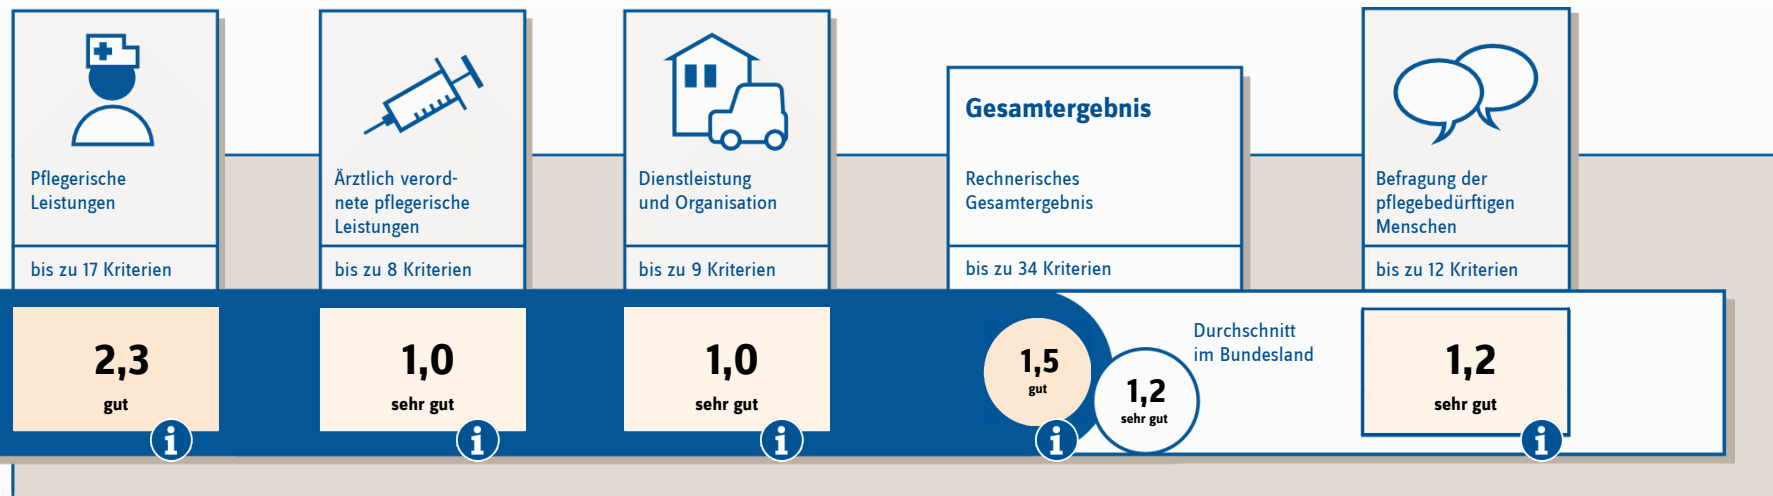 Pflegerische
Leistungen
bis zu 17 Kriterien
2,3
gut
i
Ärztlich verord-
nete pflegerische
Leistungen
bis zu 8 Kriterien
1,0
sehr gut
i
Dienstleistung
und Organisation
bis zu 9 Kriterien
1,0
sehr gut
i
Gesamtergebnis
Rechnerisches
Gesamtergebnis
bis zu 34 Kriterien
1,5
gut
i
1,2
sehr gut
Durchschnitt
im Bundesland
Befragung der
pflegebedürftigen
Menschen
bis zu 12 Kriterien
1,2
sehr gut
i